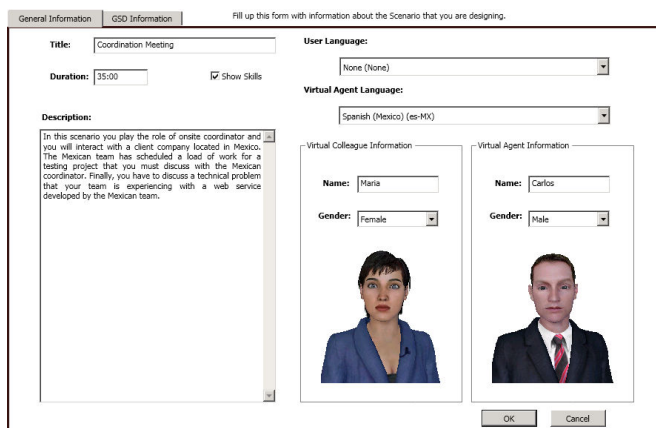 General Information
GSD Information
Fill up this form with information about the Scenario that you are designing.
Title:
Coordination Meeting
Duration:
35:00
Show Skills
Description:
In this scenario you play the role of onsite coordinator and
you will interact with a client company located in Mexico.
The Mexican team has scheduled a load of work for a
testing project that you must discuss with the Mexican
coordinator. Finally, you have to discuss a technical problem
that your team is experiencing with a web service
developed by the Mexican team.
User Language:
None (None)
Virtual Agent Language:
Spanish (Mexico) (es-MX)
Virtual Colleague Information
Name:
Maria
Gender:
Female
Virtual Agent Information
Name:
Carlos
Gender:
Male
OK
Cancel